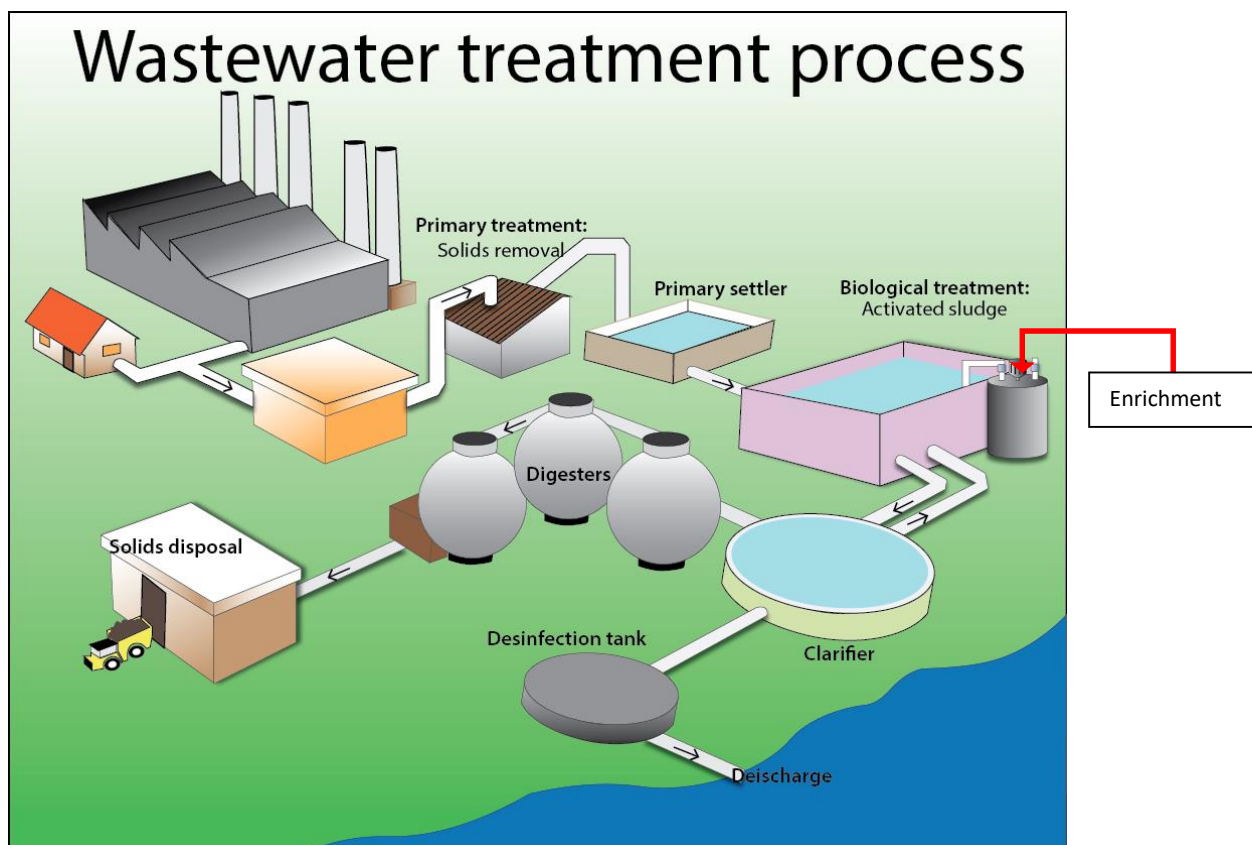 Wastewater treatment process
Primary treatment:
Solids removal
Primary settler
Biological treatment:
Activated sludge
Enrichment
Digesters
Solids disposal
Desinfection tank
Clarifier
Deischarge